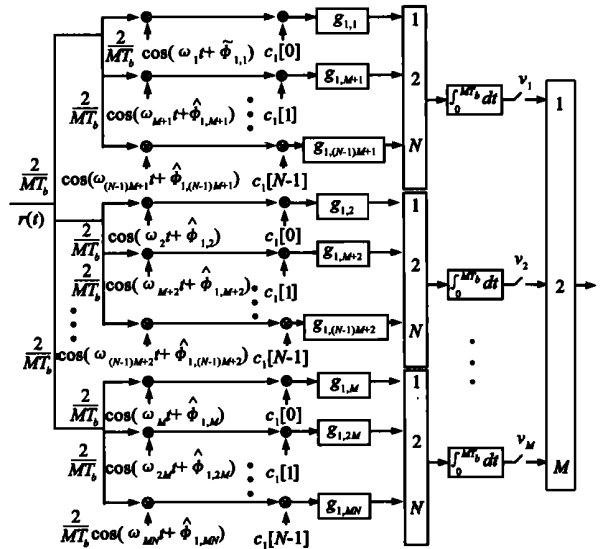 2/MT_b cos(ω_1t+ φ̃_{1,1}) c_1[0] g_{1,1} 1
2/MT_b cos(ω_{M+1}t+ φ̂_{1,M+1}) c_1[1] g_{1,M+1} 2 ∫_0^{MT_b} dt v_1 1
2/MT_b cos(ω_{(N-1)M+1}t+ φ̂_{1,(N-1)M+1}) c_1[N-1] g_{1,(N-1)M+1} N
2/MT_b
r(t)
2/MT_b cos(ω_2t+ φ̂_{1,2}) c_1[0] g_{1,2} 1
2/MT_b cos(ω_{M+2}t+ φ̂_{1,M+2}) c_1[1] g_{1,M+2} 2 ∫_0^{MT_b} dt v_2 2
2/MT_b cos(ω_{(N-1)M+2}t+ φ̂_{1,(N-1)M+2}) c_1[N-1] g_{1,(N-1)M+2} N
2/MT_b cos(ω_Mt+ φ̂_{1,M}) c_1[0] g_{1,M} 1
2/MT_b cos(ω_{2M}t+ φ̂_{1,2M}) c_1[1] g_{1,2M} 2 ∫_0^{MT_b} dt v_M M
2/MT_b cos(ω_{MN}t+ φ̂_{1,MN}) c_1[N-1] g_{1,MN} N